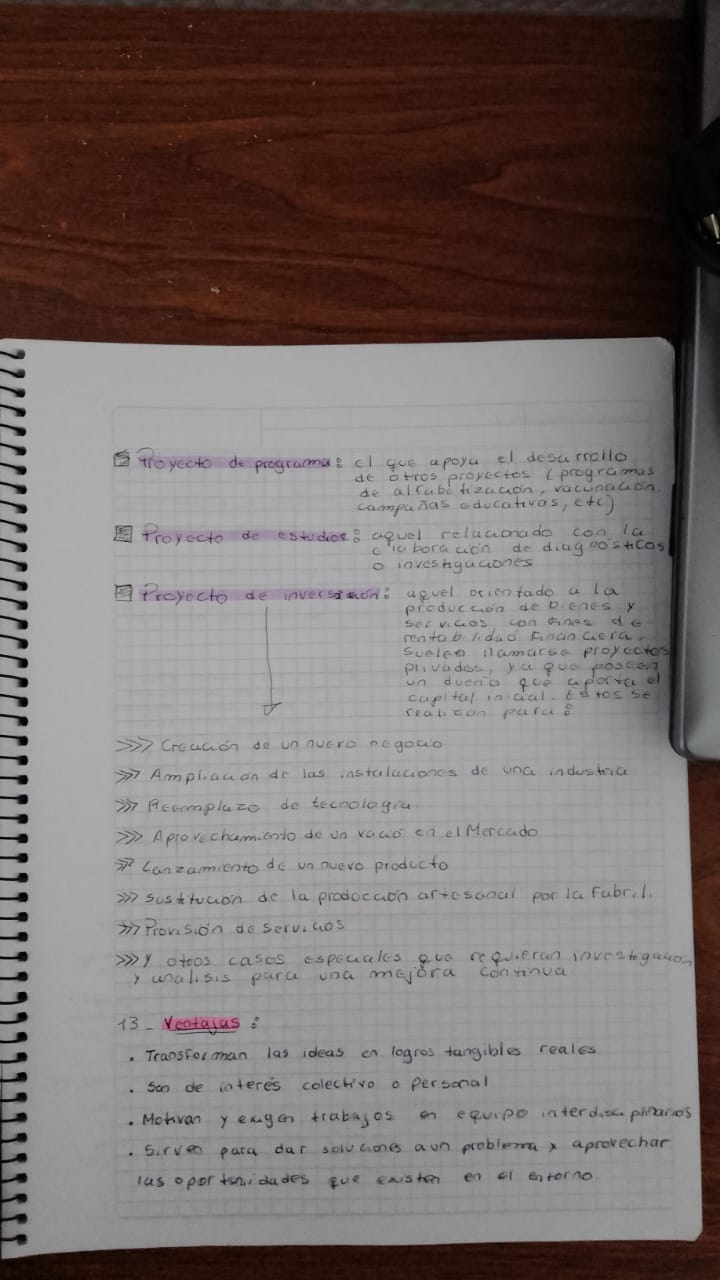 Proyecto de programa: el que apoya el desarrollo
de otros proyectos (programas
de alfabetización, vacunación,
campañas educativas, etc)
Proyecto de estudios: aquel relacionado con la
elaboración de diagnósticos
o investigaciones
Proyecto de inversión: aquel orientado a la
producción de bienes y
servicios, con fines de
rentabilidad financiera.
Suelen llamarse proyectos
privados, ya que poseen
un dueño que aporta el
capital inicial. Estos se
realizan para:
>>> Creación de un nuevo negocio
>>> Ampliación de las instalaciones de una industria
>>> Reemplazo de tecnología
>>> Aprovechamiento de un vacío en el Mercado
>>> Lanzamiento de un nuevo producto
>>> Sustitución de la producción artesanal por la Fabril.
>>> Provisión de servicios
>>> Y otros casos especiales que requieran investigación
y analisis para una mejora continua
13_ Ventajas:
. Transforman las ideas en logros tangibles reales
. Son de interés colectivo o personal
. Motivan y exigen trabajos en equipo interdisciplinarios
. Sirven para dar soluciones a un problema y aprovechar
las oportunidades que existen en el entorno